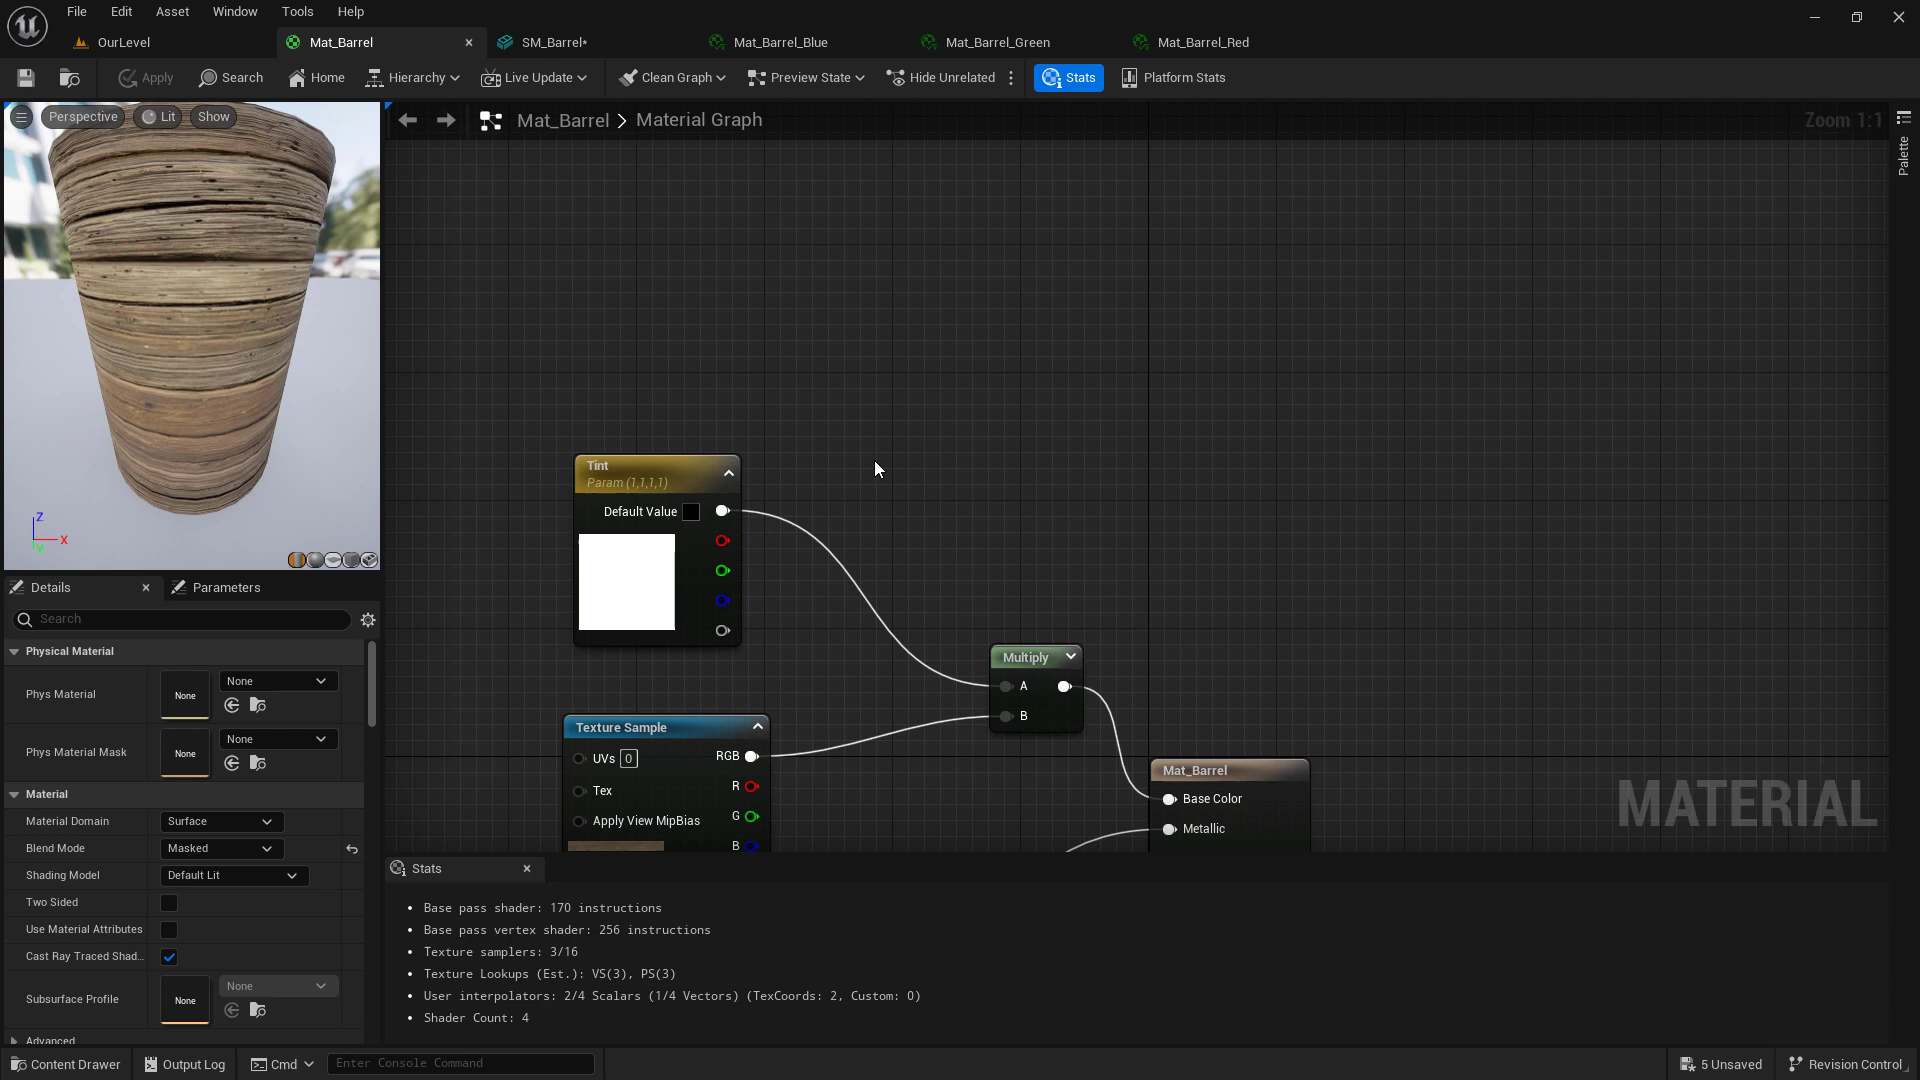 File Edit Asset Window Tools Help
OurLevel Mat_Barrel SM_Barrel* Mat_Barrel_Blue Mat_Barrel_Green Mat_Barrel_Red
Apply Search Home Hierarchy Live Update Clean Graph Preview State Hide Unrelated Stats Platform Stats
Perspective Lit Show
Mat_Barrel > Material Graph
Zoom 1:1
Palette
Tint
Param (1,1,1,1)
Default Value
Multiply
A
B
Texture Sample
UVs 0 RGB
Tex R
Apply View MipBias G
B
Mat_Barrel
Base Color
Metallic
MATERIAL
Z
X
Y
Details Parameters
Search
Physical Material
Phys Material None None
Phys Material Mask None None
Material
Material Domain Surface
Blend Mode Masked
Shading Model Default Lit
Two Sided
Use Material Attributes
Cast Ray Traced Shad...
Subsurface Profile None None
Advanced
Stats
• Base pass shader: 170 instructions
• Base pass vertex shader: 256 instructions
• Texture samplers: 3/16
• Texture Lookups (Est.): VS(3), PS(3)
• User interpolators: 2/4 Scalars (1/4 Vectors) (TexCoords: 2, Custom: 0)
• Shader Count: 4
Content Drawer Output Log Cmd Enter Console Command 5 Unsaved Revision Control